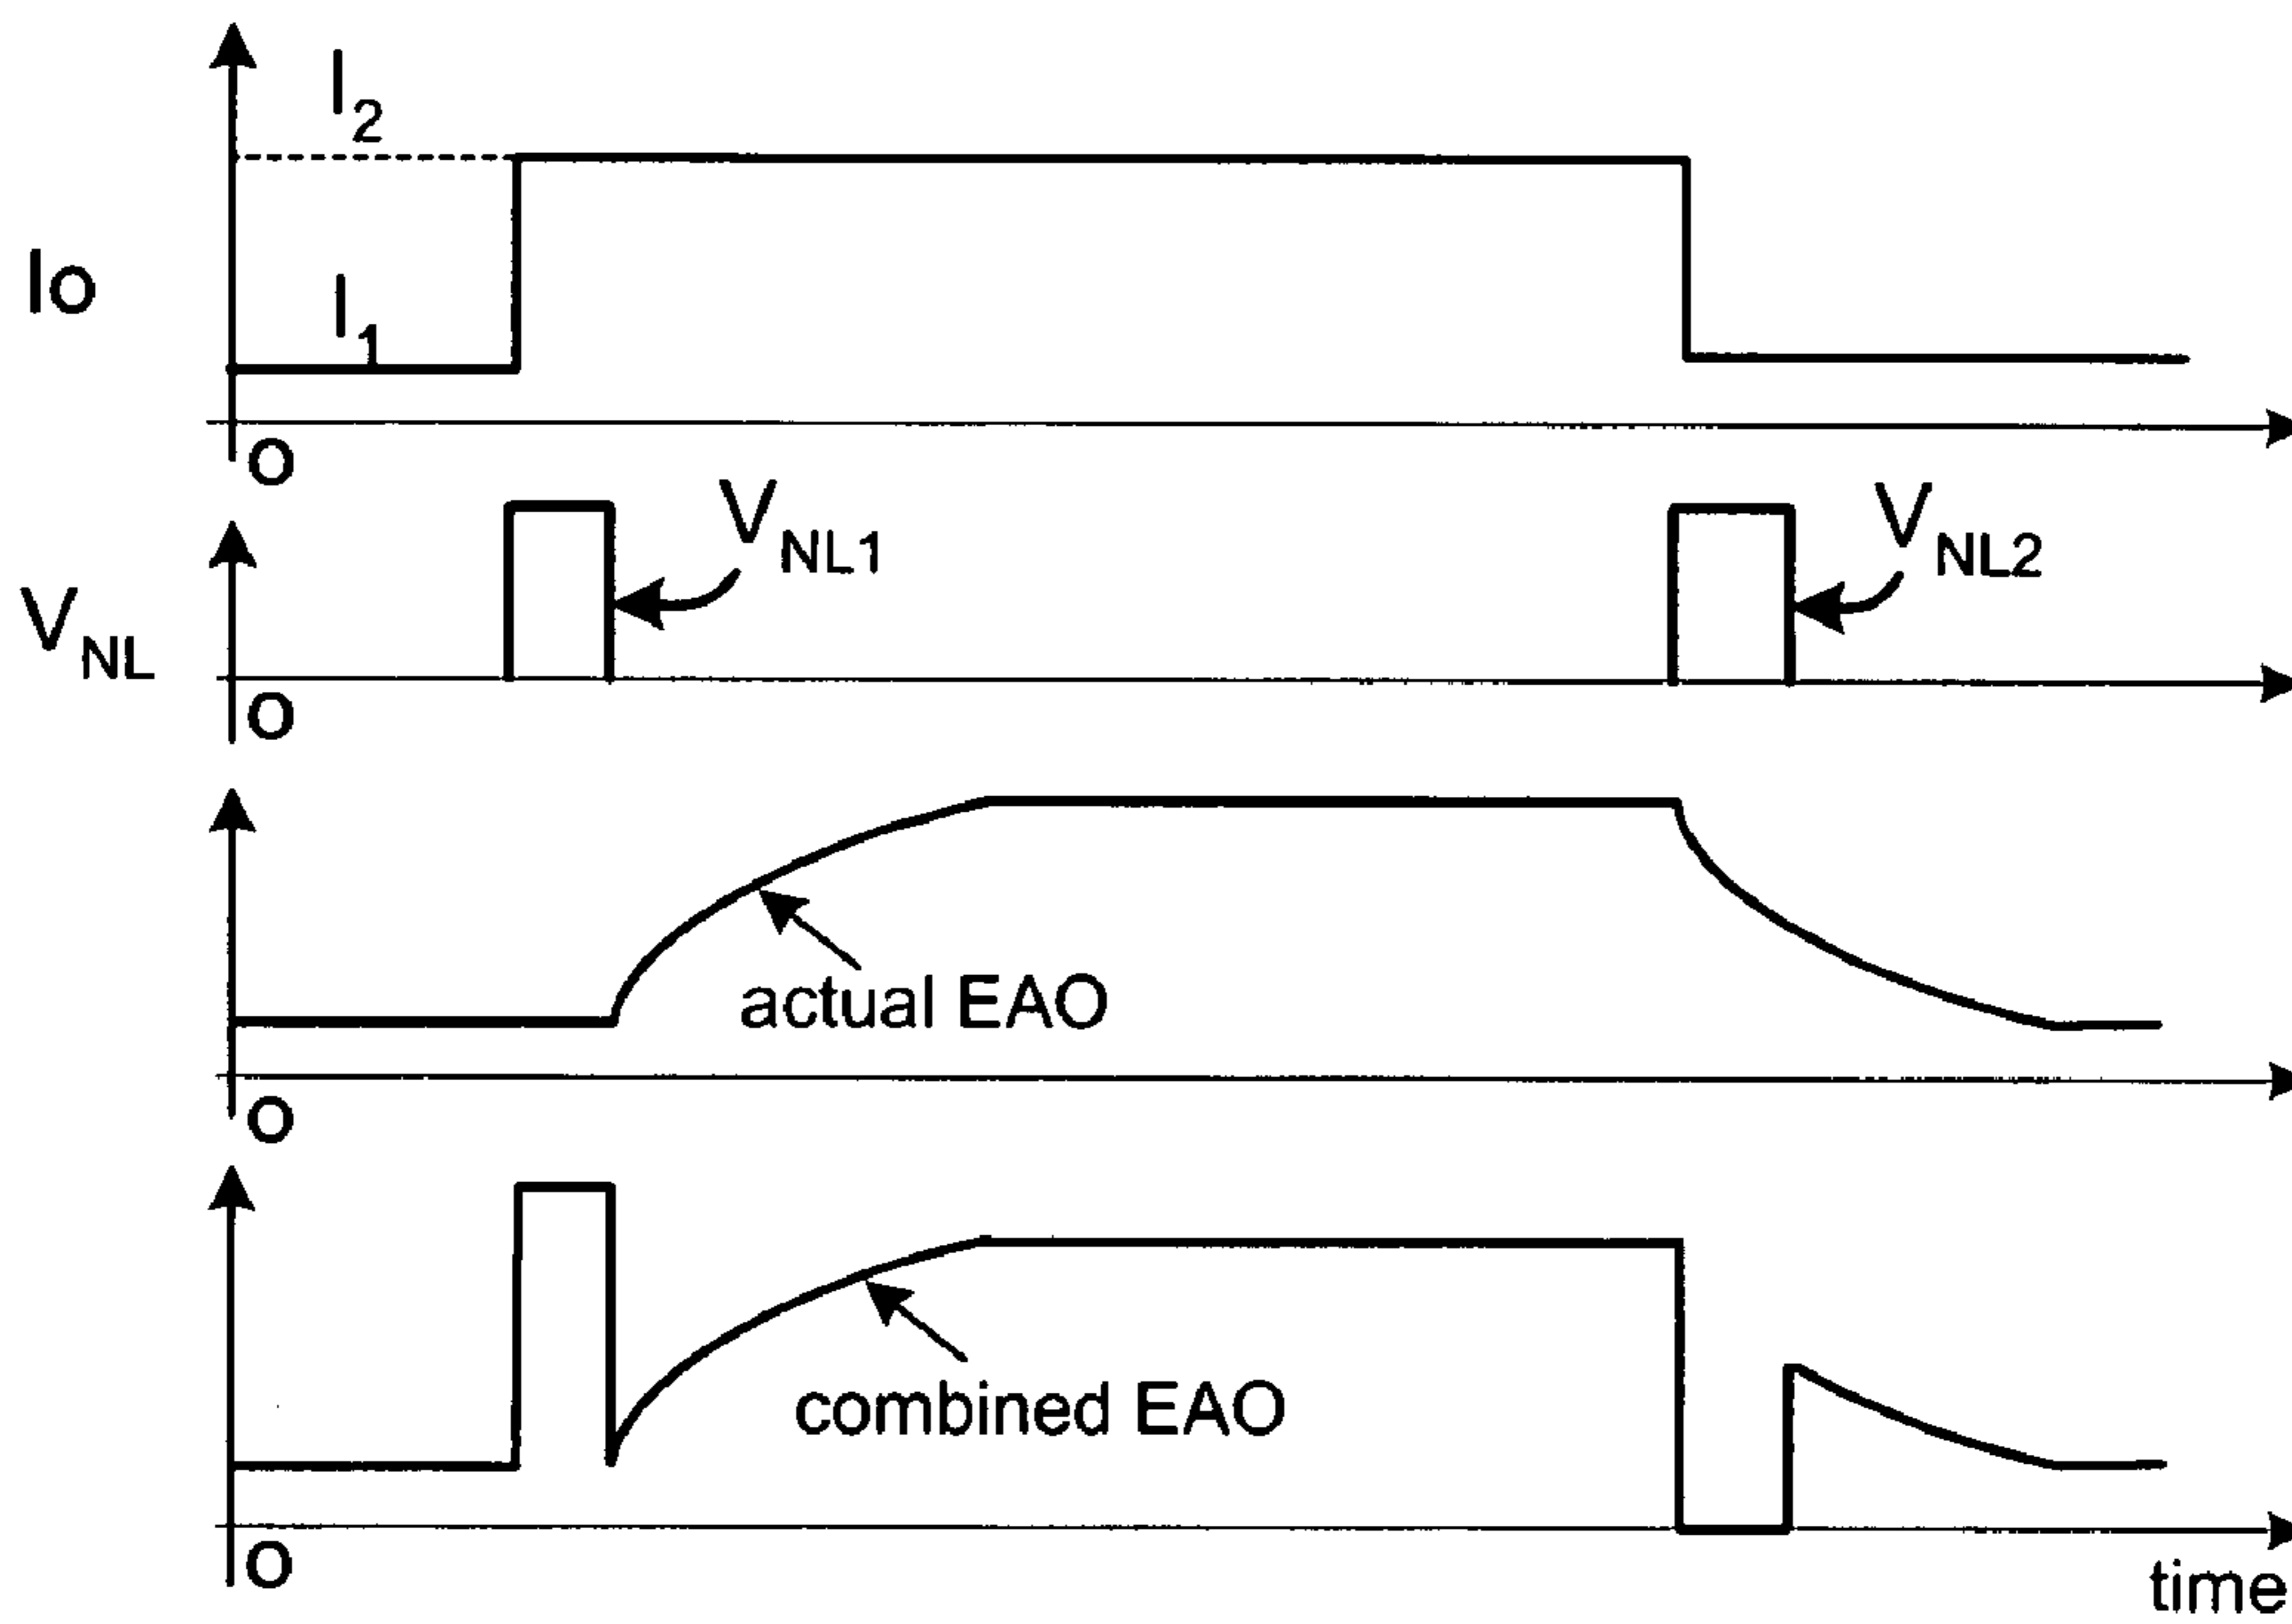 I2
Io
I1
O
VNL1
VNL2
VNL
O
actual EAO
O
combined EAO
O
time